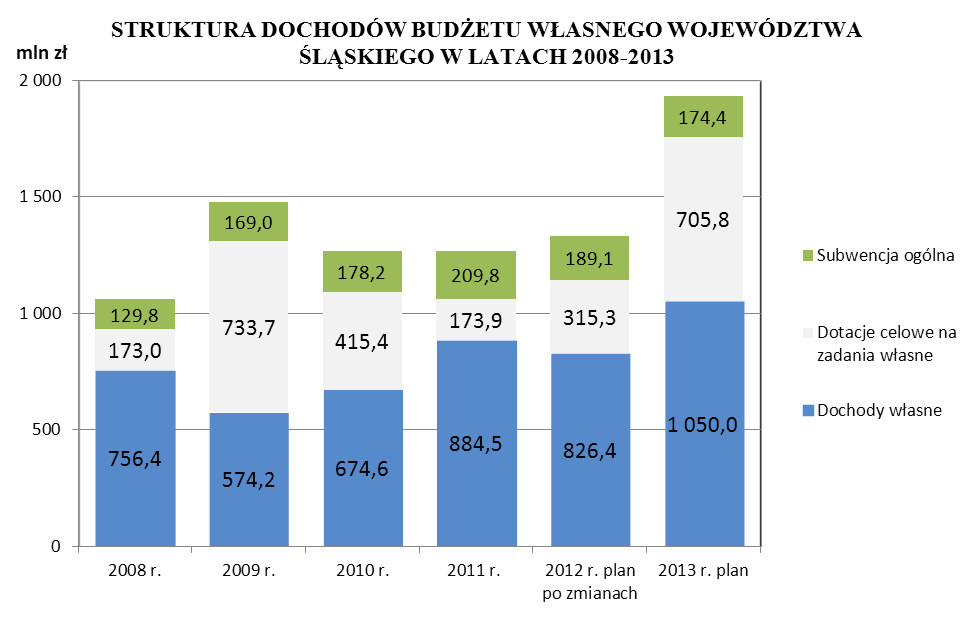 STRUKTURA DOCHODÓW BUDŻETU WŁASNEGO WOJEWÓDZTWA
ŚLĄSKIEGO W LATACH 2008-2013
mln zł
2 000
1 500
1 000
500
0
129,8
173,0
756,4
169,0
733,7
574,2
178,2
415,4
674,6
209,8
173,9
884,5
189,1
315,3
826,4
174,4
705,8
1 050,0
2008 r.
2009 r.
2010 r.
2011 r.
2012 r. plan
po zmianach
2013 r. plan
Subwencja ogólna
Dotacje celowe na
zadania własne
Dochody własne